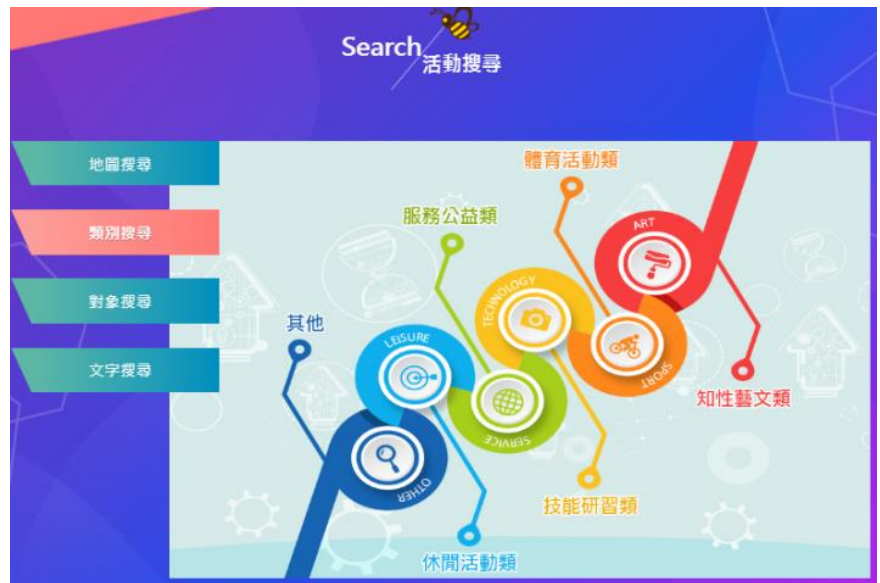 Search
活動搜尋
地圖搜尋
類別搜尋
對象搜尋
文字搜尋
體育活動類
服務公益類
其他
知性藝文類
技能研習類
休閒活動類
ART
TECHNOLOGY
LEISURE
SPORT
SERVICE
OTHER